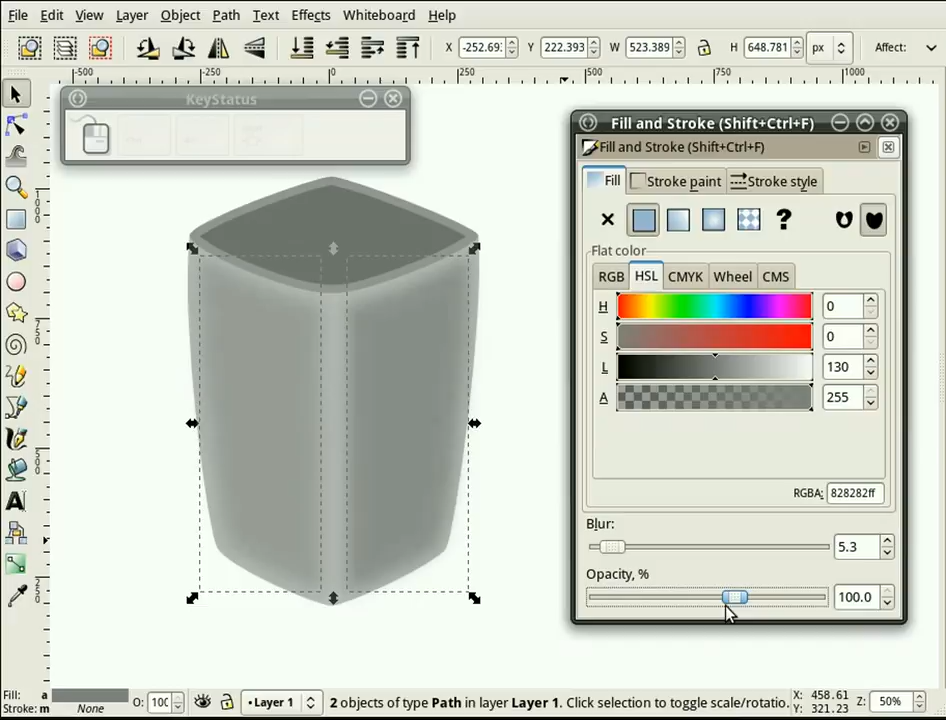 File Edit View Layer Object Path Text Effects Whiteboard Help
X -252.69 Y 222.393 W 523.389 H 648.781 px Affect:
-500 -250 0 250 500 750 1000
KeyStatus
Fill and Stroke (Shift+Ctrl+F)
Fill and Stroke (Shift+Ctrl+F)
Fill Stroke paint Stroke style
?
Flat color
RGB HSL CMYK Wheel CMS
H 0
S 0
L 130
A 255
RGBA: 828282ff
Blur:
5.3
Opacity, %
100.0
Fill: a
Stroke: m None O: 100 Layer 1 2 objects of type Path in layer Layer 1. Click selection to toggle scale/rotatio. X: 458.61
Y: 321.23 Z: 50%